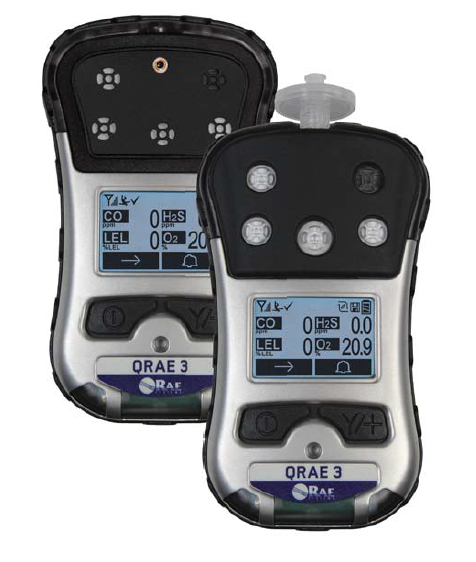 CO 0 H2S
ppm
LEL 0 O2 20
%LEL %
Y/+
QRAE 3
RAE
CO 0 H2S 0.0
ppm ppm
LEL 0 O2 20.9
%LEL %
Y/+
QRAE 3
RAE